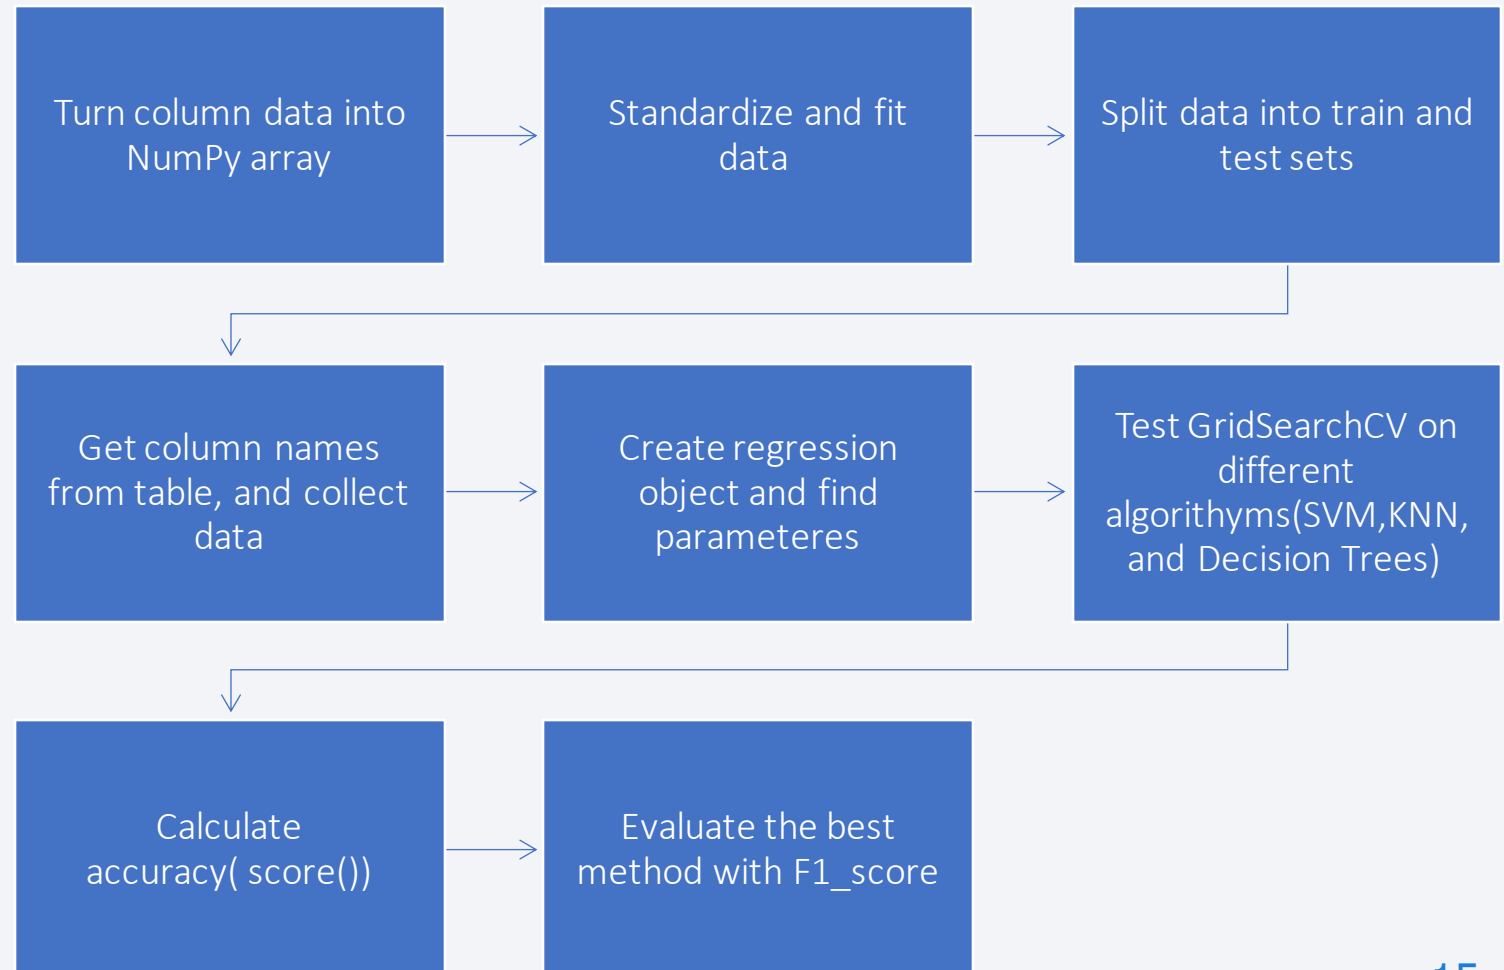 Turn column data into
NumPy array
Standardize and fit
data
Split data into train and
test sets
Get column names
from table, and collect
data
Create regression
object and find
parameteres
Test GridSearchCV on
different
algorithyms(SVM,KNN,
and Decision Trees)
Calculate
accuracy( score())
Evaluate the best
method with F1_score
15